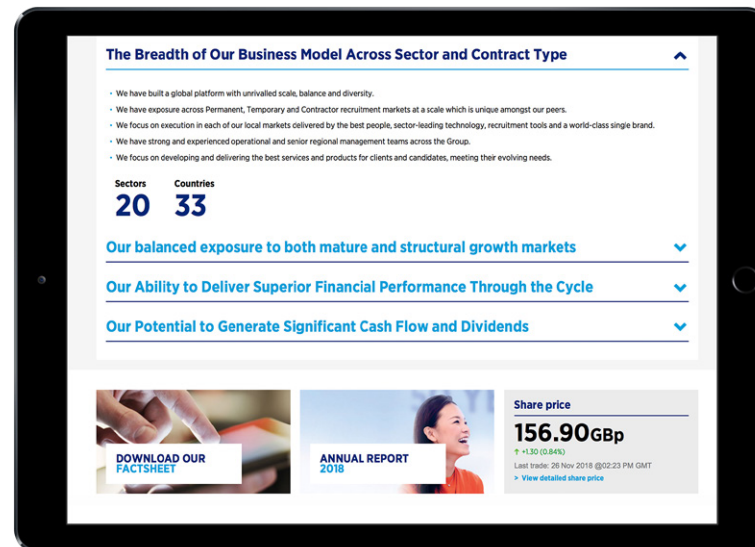 The Breadth of Our Business Model Across Sector and Contract Type
We have built a global platform with unrivalled scale, balance and diversity.
We have exposure across Permanent, Temporary and Contractor recruitment markets at a scale which is unique amongst our peers.
We focus on execution in each of our local markets delivered by the best people, sector-leading technology, recruitment tools and a world-class single brand.
We have strong and experienced operational and senior regional management teams across the Group.
We focus on developing and delivering the best services and products for clients and candidates, meeting their evolving needs.
Sectors Countries
20 33
Our balanced exposure to both mature and structural growth markets
Our Ability to Deliver Superior Financial Performance Through the Cycle
Our Potential to Generate Significant Cash Flow and Dividends
DOWNLOAD OUR
FACTSHEET
ANNUAL REPORT
2018
Share price
156.90GBp
↑ +1.30 (0.84%)
Last trade: 26 Nov 2018 @02:23 PM GMT
> View detailed share price